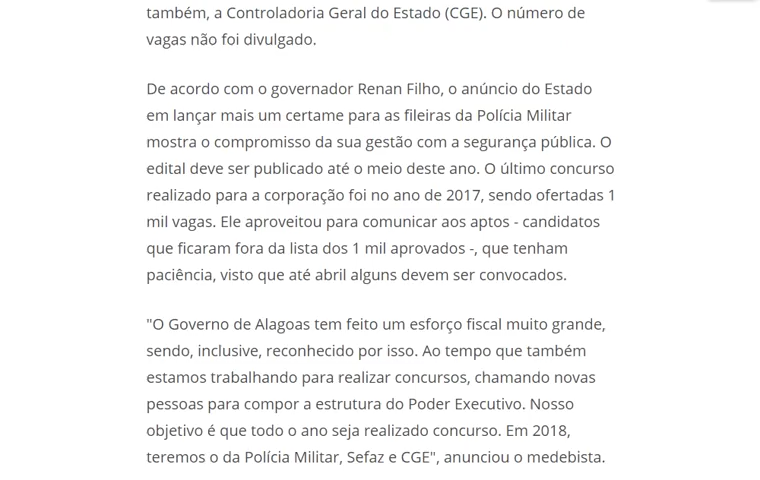 também, a Controladoria Geral do Estado (CGE). O número de
vagas não foi divulgado.
De acordo com o governador Renan Filho, o anúncio do Estado
em lançar mais um certame para as fileiras da Polícia Militar
mostra o compromisso da sua gestão com a segurança pública. O
edital deve ser publicado até o meio deste ano. O último concurso
realizado para a corporação foi no ano de 2017, sendo ofertadas 1
mil vagas. Ele aproveitou para comunicar aos aptos - candidatos
que ficaram fora da lista dos 1 mil aprovados -, que tenham
paciência, visto que até abril alguns devem ser convocados.
"O Governo de Alagoas tem feito um esforço fiscal muito grande,
sendo, inclusive, reconhecido por isso. Ao tempo que também
estamos trabalhando para realizar concursos, chamando novas
pessoas para compor a estrutura do Poder Executivo. Nosso
objetivo é que todo o ano seja realizado concurso. Em 2018,
teremos o da Polícia Militar, Sefaz e CGE", anunciou o medebista.